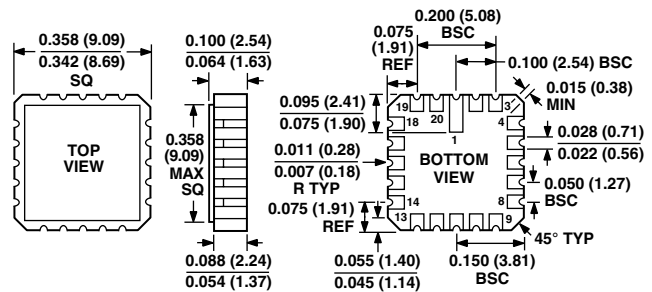 0.358 (9.09)
0.342 (8.69)
SQ
TOP
VIEW
0.100 (2.54)
0.064 (1.63)
0.358
(9.09)
MAX
SQ
0.088 (2.24)
0.054 (1.37)
0.200 (5.08)
BSC
0.075
(1.91)
REF
0.100 (2.54) BSC
0.015 (0.38)
MIN
0.095 (2.41)
0.075 (1.90)
19
20
3
18
4
1
0.028 (0.71)
0.022 (0.56)
0.011 (0.28)
0.007 (0.18)
R TYP
BOTTOM
VIEW
0.050 (1.27)
BSC
0.075 (1.91)
REF
14
8
13
9
45° TYP
0.055 (1.40)
0.045 (1.14)
0.150 (3.81)
BSC